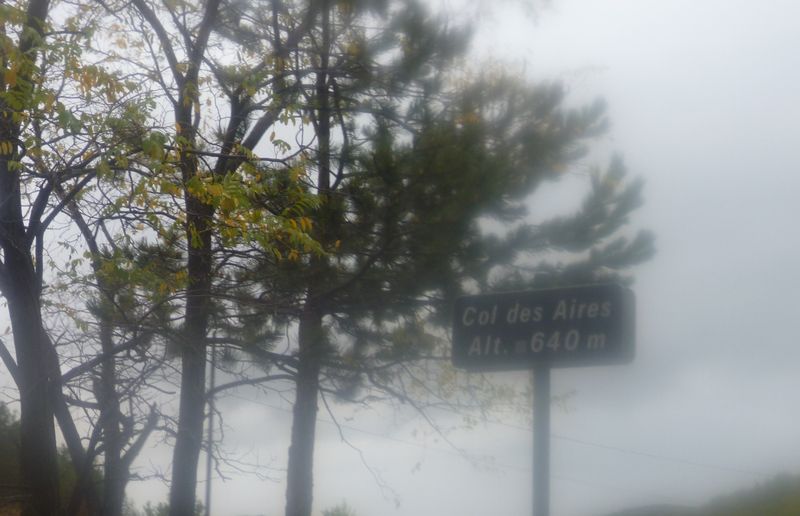 Col des Aires
Alt. 640 m